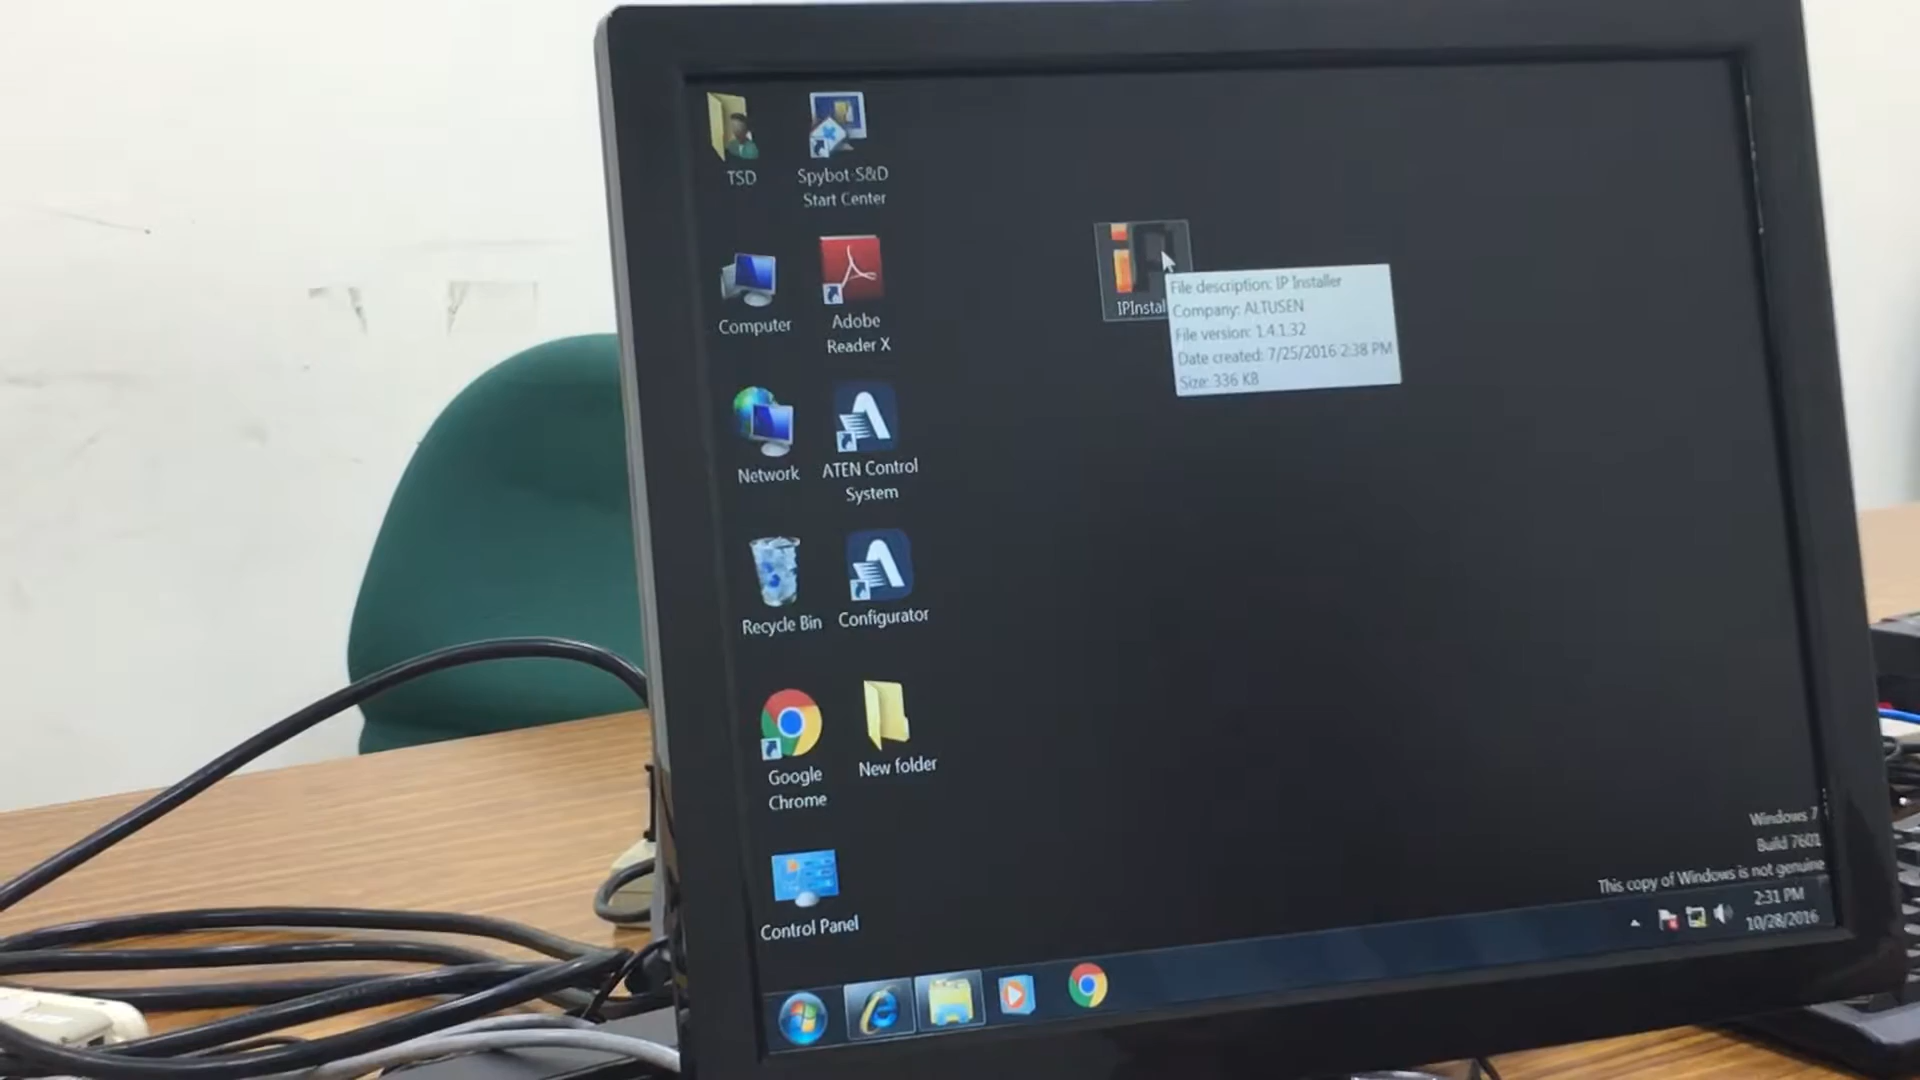 TSD
Spybot-S&D
Start Center
Computer
Adobe
Reader X
Network
ATEN Control
System
Recycle Bin
Configurator
Google
Chrome
New folder
Control Panel
IPInstal
File description: IP Installer
Company: ALTUSEN
File version: 1.4.1.32
Date created: 7/25/2016 2:38 PM
Size: 336 KB
Windows 7
Build 7601
This copy of Windows is not genuine
2:31 PM
10/28/2016